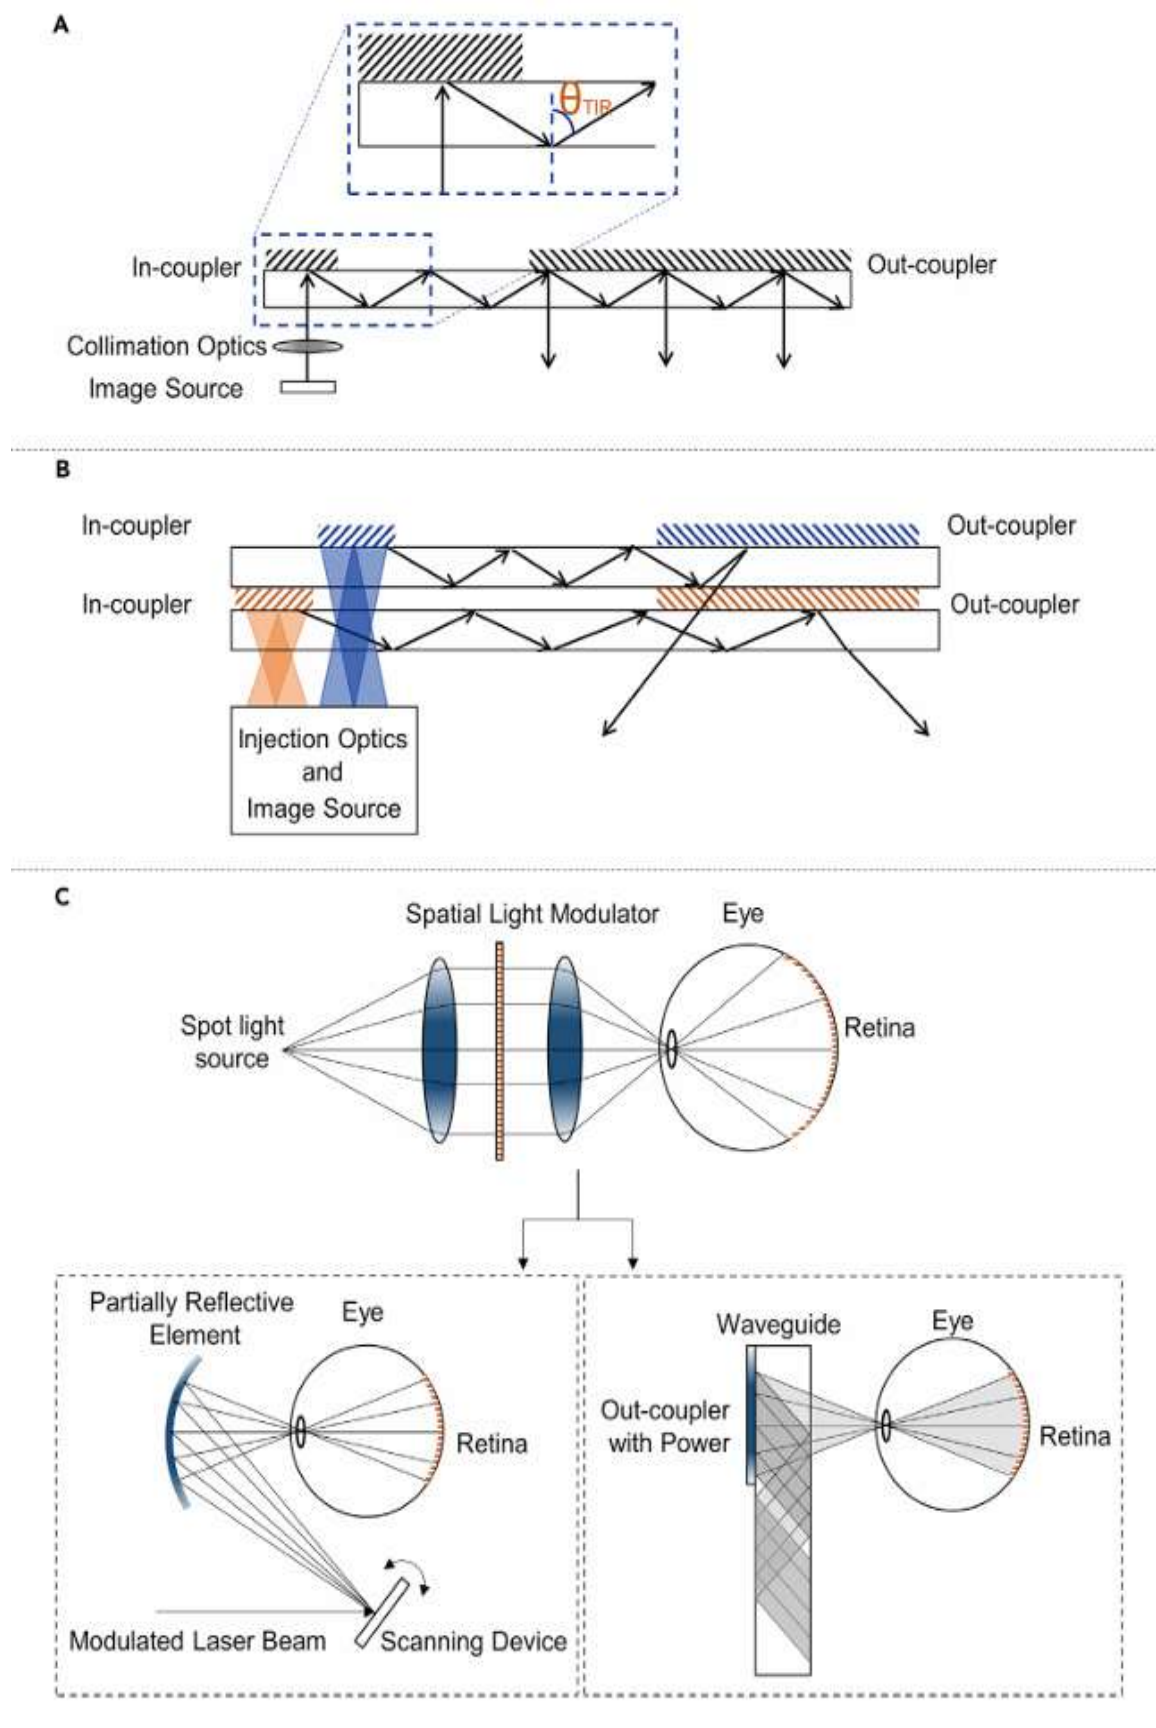 A
θTIR
In-coupler
Out-coupler
Collimation Optics
Image Source
B
In-coupler
Out-coupler
In-coupler
Out-coupler
Injection Optics
and
Image Source
C
Spatial Light Modulator
Eye
Spot light
source
Retina
Partially Reflective
Element
Eye
Retina
Modulated Laser Beam
Scanning Device
Waveguide
Eye
Out-coupler
with Power
Retina